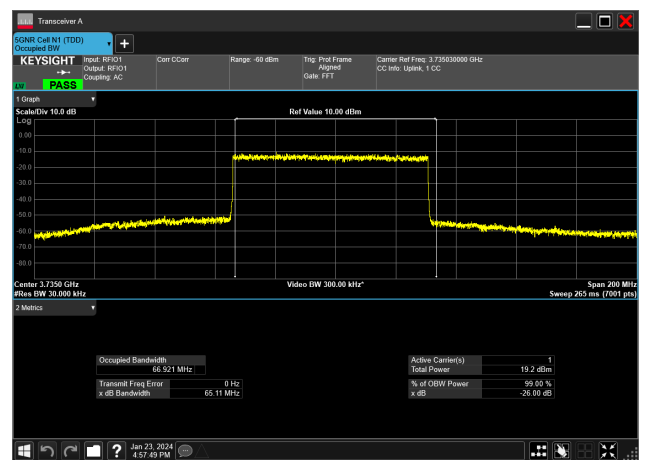 Transceiver A
5GNR Cell N1 (TDD)
Occupied BW
KEYSIGHT
LV PASS
Input: RFIO1
Output: RFIO1
Coupling: AC
Corr CCorr
Range: -60 dBm
Trig: Prot Frame
Aligned
Gate: FFT
Carrier Ref Freq: 3.735030000 GHz
CC Info: Uplink, 1 CC
1 Graph
Scale/Div 10.0 dB
Ref Value 10.00 dBm
Log
0.00
-10.0
-20.0
-30.0
-40.0
-50.0
-60.0
-70.0
-80.0
Center 3.7350 GHz
Video BW 300.00 kHz*
Span 200 MHz
#Res BW 30.000 kHz
Sweep 265 ms (7001 pts)
2 Metrics
Occupied Bandwidth
66.921 MHz
Active Carrier(s) 1
Total Power 19.2 dBm
Transmit Freq Error 0 Hz
x dB Bandwidth 65.11 MHz
% of OBW Power 99.00 %
x dB -26.00 dB
Jan 23, 2024
4:57:49 PM